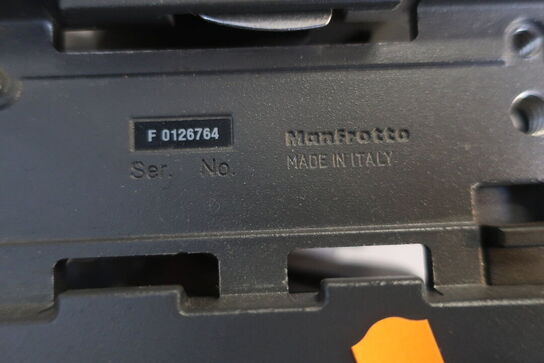 F 0126764
Ser. No.
Manfrotto
MADE IN ITALY